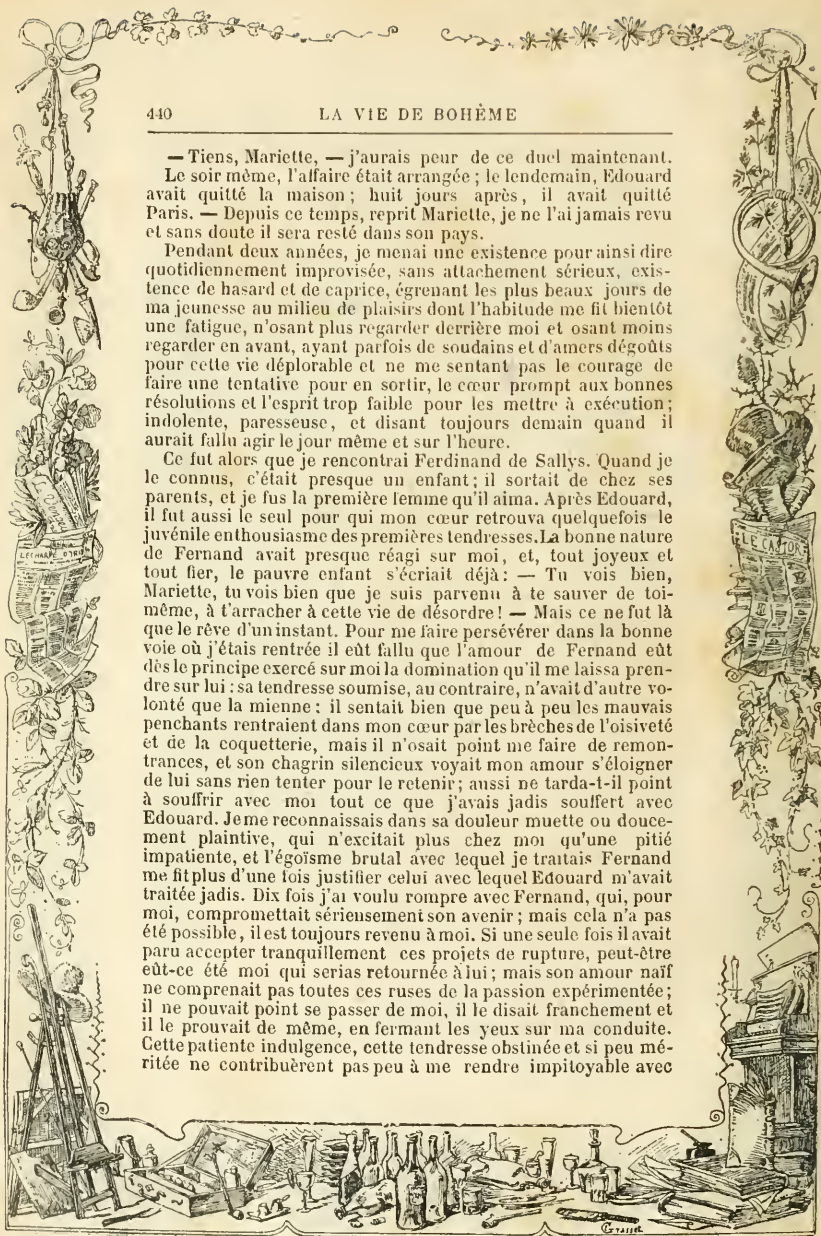 440 LA VIE DE BOHÈME
— Tiens, Mariette, — j'aurais peur de ce duel maintenant.
Le soir même, l'affaire était arrangée ; le lendemain, Edouard
avait quitté la maison ; huit jours après, il avait quitté
Paris. — Depuis ce temps, reprit Mariette, je ne l'ai jamais revu
et sans doute il sera resté dans son pays.
Pendant deux années, je menai une existence pour ainsi dire
quotidiennement improvisée, sans attachement sérieux, exis-
tence de hasard et de caprice, égrenant les plus beaux jours de
ma jeunesse au milieu de plaisirs dont l'habitude me fit bientôt
une fatigue, n'osant plus regarder derrière moi et osant moins
regarder en avant, ayant parfois de soudains et d'amers dégoûts
pour cette vie déplorable et ne me sentant pas le courage de
faire une tentative pour en sortir, le cœur prompt aux bonnes
résolutions et l'esprit trop faible pour les mettre à exécution ;
indolente, paresseuse, et disant toujours demain quand il
aurait fallu agir le jour même et sur l'heure.
Ce fut alors que je rencontrai Ferdinand de Sallys. Quand je
le connus, c'était presque un enfant ; il sortait de chez ses
parents, et je fus la première femme qu'il aima. Après Edouard,
il fut aussi le seul pour qui mon cœur retrouva quelquefois le
juvénile enthousiasme des premières tendresses. La bonne nature
de Fernand avait presque réagi sur moi, et, tout joyeux et
tout fier, le pauvre enfant s'écriait déjà : — Tu vois bien,
Mariette, tu vois bien que je suis parvenu à te sauver de toi-
même, à t'arracher à cette vie de désordre ! — Mais ce ne fut là
que le rêve d'un instant. Pour me faire persévérer dans la bonne
voie où j'étais rentrée il eût fallu que l'amour de Fernand eût
dès le principe exercé sur moi la domination qu'il me laissa pren-
dre sur lui : sa tendresse soumise, au contraire, n'avait d'autre vo-
lonté que la mienne : il sentait bien que peu à peu les mauvais
penchants rentraient dans mon cœur par les brèches de l'oisiveté
et de la coquetterie, mais il n'osait point me faire de remon-
trances, et son chagrin silencieux voyait mon amour s'éloigner
de lui sans rien tenter pour le retenir ; aussi ne tarda-t-il point
à souffrir avec moi tout ce que j'avais jadis souffert avec
Edouard. Je me reconnaissais dans sa douleur muette ou douce-
ment plaintive, qui n'excitait plus chez moi qu'une pitié
impatiente, et l'égoïsme brutal avec lequel je traitais Fernand
me fit plus d'une fois justifier celui avec lequel Edouard m'avait
traitée jadis. Dix fois j'ai voulu rompre avec Fernand, qui, pour
moi, compromettait sérieusement son avenir ; mais cela n'a pas
été possible, il est toujours revenu à moi. Si une seule fois il avait
paru accepter tranquillement ces projets de rupture, peut-être
eût-ce été moi qui serias retournée à lui ; mais son amour naïf
ne comprenait pas toutes ces ruses de la passion expérimentée ;
il ne pouvait point se passer de moi, il le disait franchement et
il le prouvait de même, en fermant les yeux sur ma conduite.
Cette patiente indulgence, cette tendresse obstinée et si peu mé-
ritée ne contribuèrent pas peu à me rendre impitoyable avec
L'ECHARPE D'IRIS
LE CASTOR
Grasset